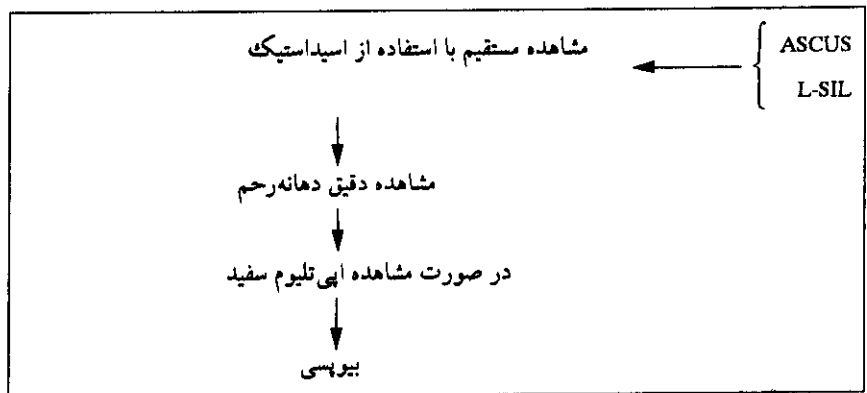 ASCUS
L-SIL
مشاهده مستقیم با استفاده از اسیداستیک
مشاهده دقیق دهانه‌رحم
در صورت مشاهده اپی‌تلیوم سفید
بیوپسی